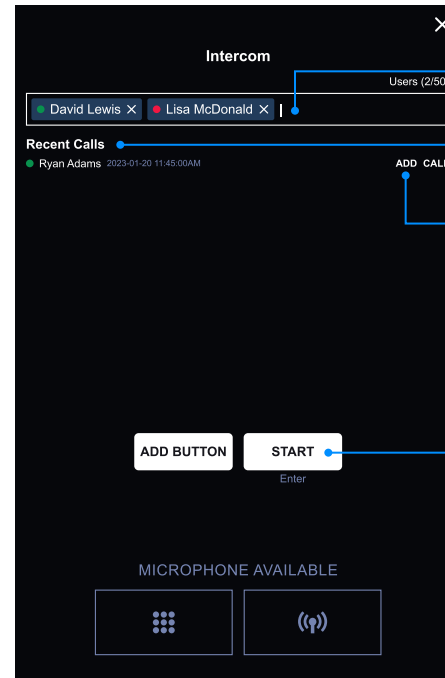 Intercom
Users (2/50
David Lewis Lisa McDonald
Recent Calls
Ryan Adams 2023-01-20 11:45:00AM ADD CALL
ADD BUTTON START
Enter
MICROPHONE AVAILABLE